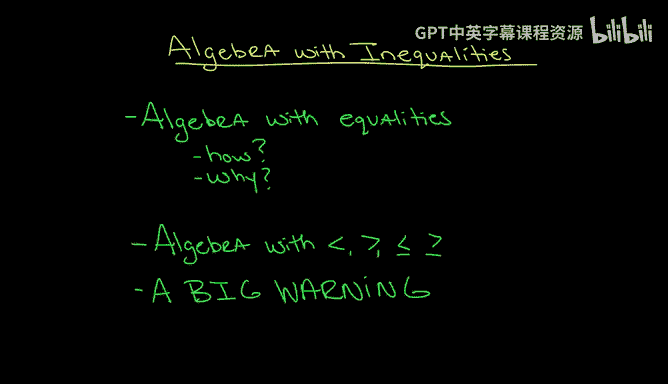 GPT中英字幕课程资源 bilibili
Algebra with Inequalities
- Algebra with equalities
- how?
- why?
- Algebra with <, >, ≤ ≥
- A BIG WARNING